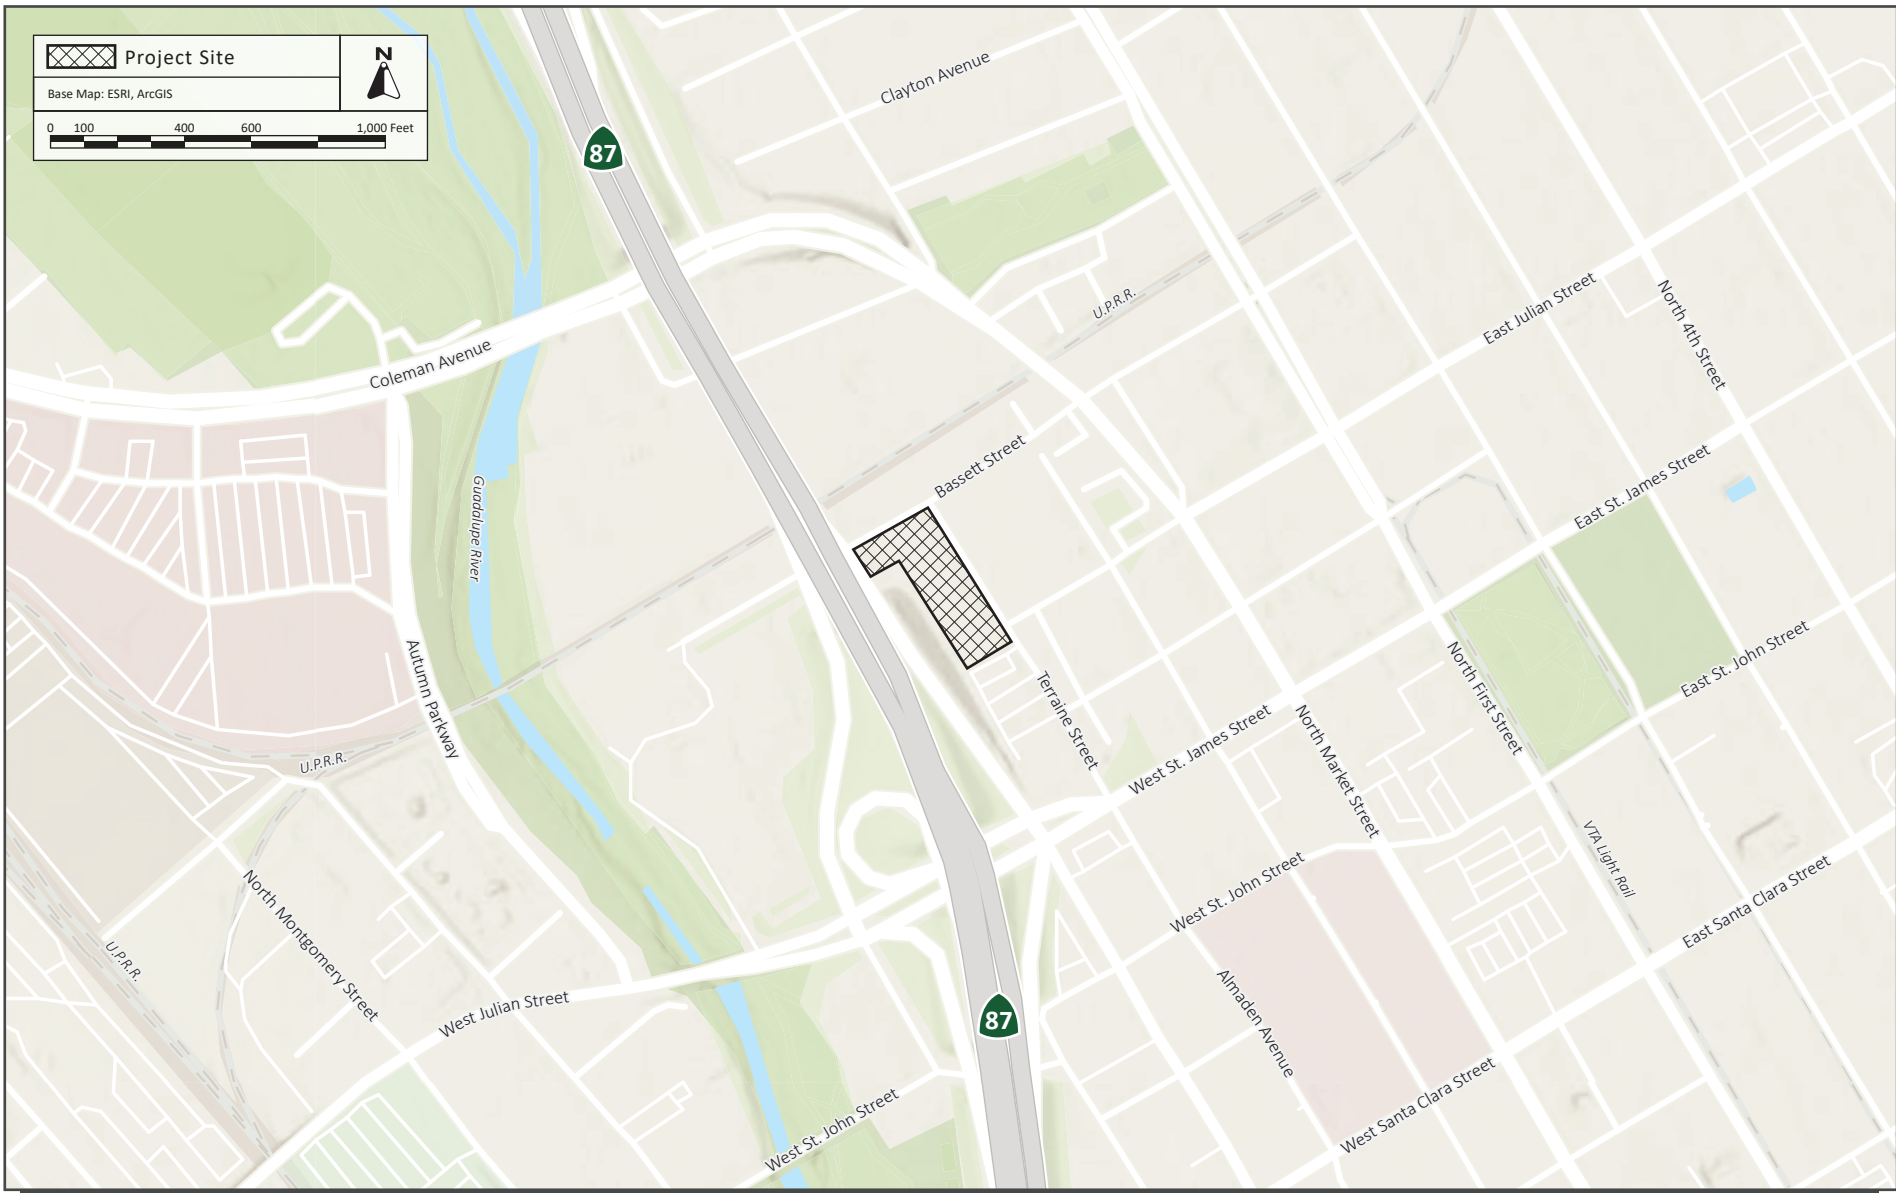 Project Site
N
Base Map: ESRI, ArcGIS
0 100 400 600 1,000 Feet
87
Clayton Avenue
U.P.R.R.
East Julian Street
North 4th Street
Coleman Avenue
Bassett Street
East St. James Street
Guadalupe River
Autumn Parkway
Terraine Street
North First Street
East St. John Street
West St. James Street
North Market Street
U.P.R.R.
VTA Light Rail
West St. John Street
East Santa Clara Street
North Montgomery Street
U.P.R.R.
West Julian Street
87
Almaden Avenue
West St. John Street
West Santa Clara Street